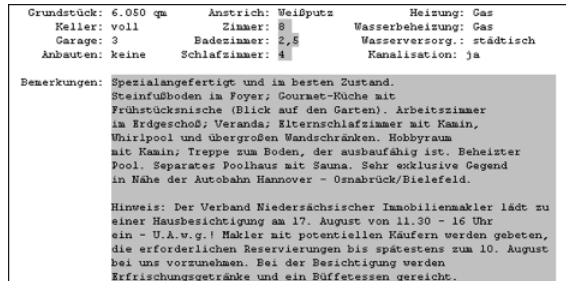 Grundstück: 6.050 qm Anstrich: Weißputz Heizung: Gas
Keller: voll Zimmer: 8 Wasserbeheizung: Gas
Garage: 3 Badezimmer: 2,5 Wasserversorg.: städtisch
Anbauten: keine Schlafzimmer: 4 Kanalisation: ja
Bemerkungen: Spezialangefertigt und im besten Zustand.
Steinfußboden im Foyer; Gourmet-Küche mit
Frühstücksnische (Blick auf den Garten). Arbeitszimmer
im Erdgeschoß; Veranda; Elternschlafzimmer mit Kamin,
Whirlpool und übergroßen Wandschränken. Hobbyraum
mit Kamin; Treppe zum Boden, der ausbaufähig ist. Beheizter
Pool. Separates Poolhaus mit Sauna. Sehr exklusive Gegend
in Nähe der Autobahn Hannover - Osnabrück/Bielefeld.
Hinweis: Der Verband Niedersächsischer Immobilienmakler lädt zu
einer Hausbesichtigung am 17. August von 11.30 - 16 Uhr
ein - U.A.w.g.! Makler mit potentiellen Käufern werden gebeten,
die erforderlichen Reservierungen bis spätestens zum 10. August
bei uns vorzunehmen. Bei der Besichtigung werden
Erfrischungsgetränke und ein Büffetessen gereicht.